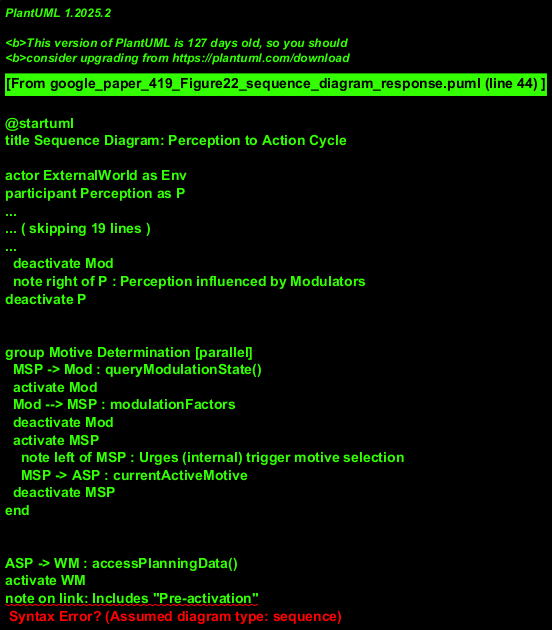 PlantUML 1.2025.2
<b>This version of PlantUML is 127 days old, so you should
<b>consider upgrading from https://plantuml.com/download
[From google_paper_419_Figure22_sequence_diagram_response.puml (line 44) ]
@startuml
title Sequence Diagram: Perception to Action Cycle
actor ExternalWorld as Env
participant Perception as P
...
... ( skipping 19 lines )
...
deactivate Mod
note right of P : Perception influenced by Modulators
deactivate P
group Motive Determination [parallel]
MSP -> Mod : queryModulationState()
activate Mod
Mod --> MSP : modulationFactors
deactivate Mod
activate MSP
note left of MSP : Urges (internal) trigger motive selection
MSP -> ASP : currentActiveMotive
deactivate MSP
end
ASP -> WM : accessPlanningData()
activate WM
note on link: Includes "Pre-activation"
Syntax Error? (Assumed diagram type: sequence)